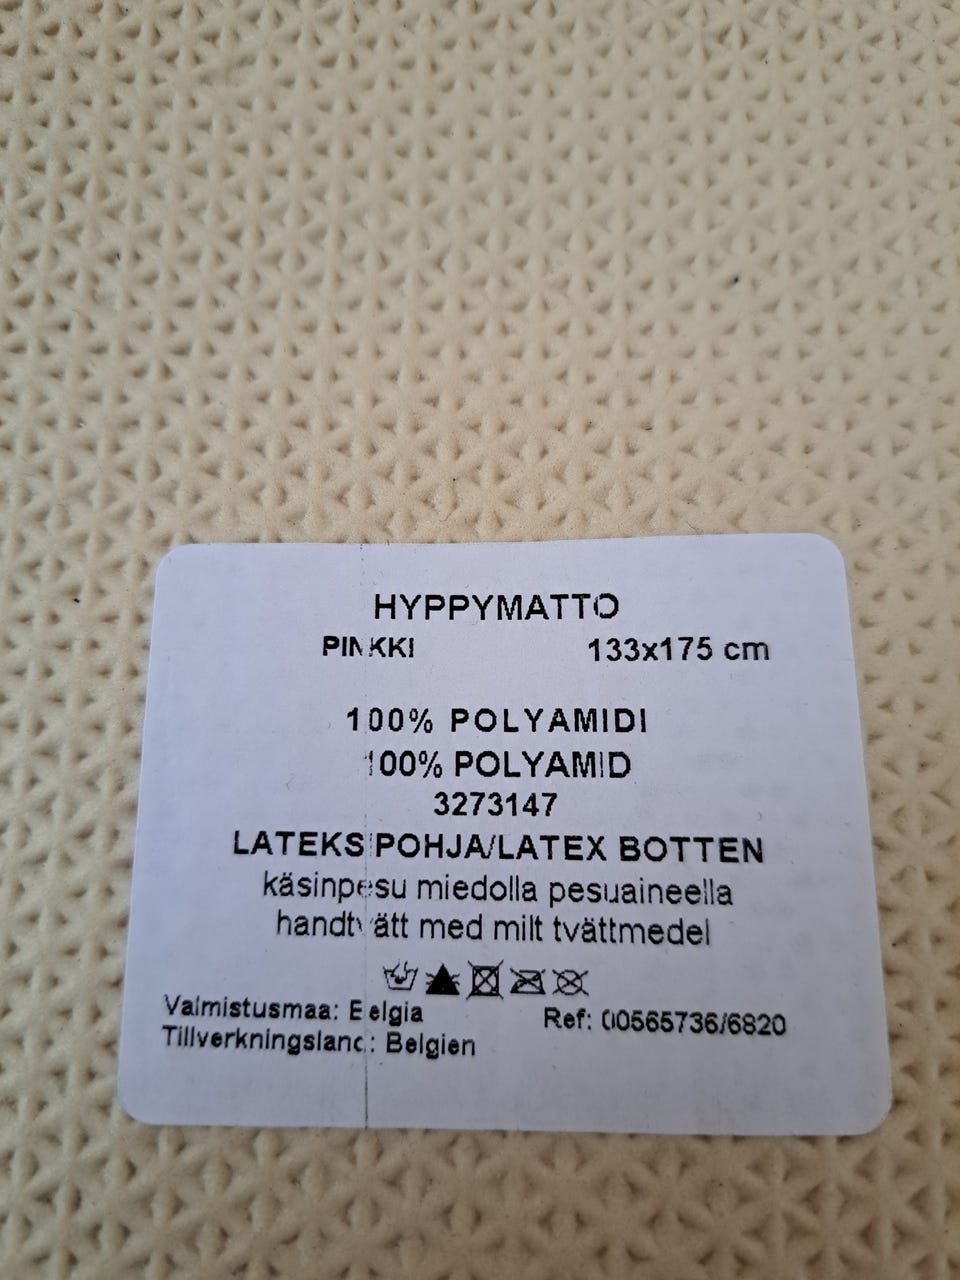 HYPPYMATTO
PINKKI 133x175 cm
100% POLYAMIDI
100% POLYAMID
3273147
LATEKSIPOHJA/LATEX BOTTEN
käsinpesu miedolla pesuaineella
handtvätt med milt tvättmedel
Valmistusmaa: Belgia
Tillverkningsland: Belgien
Ref: 00565736/6820